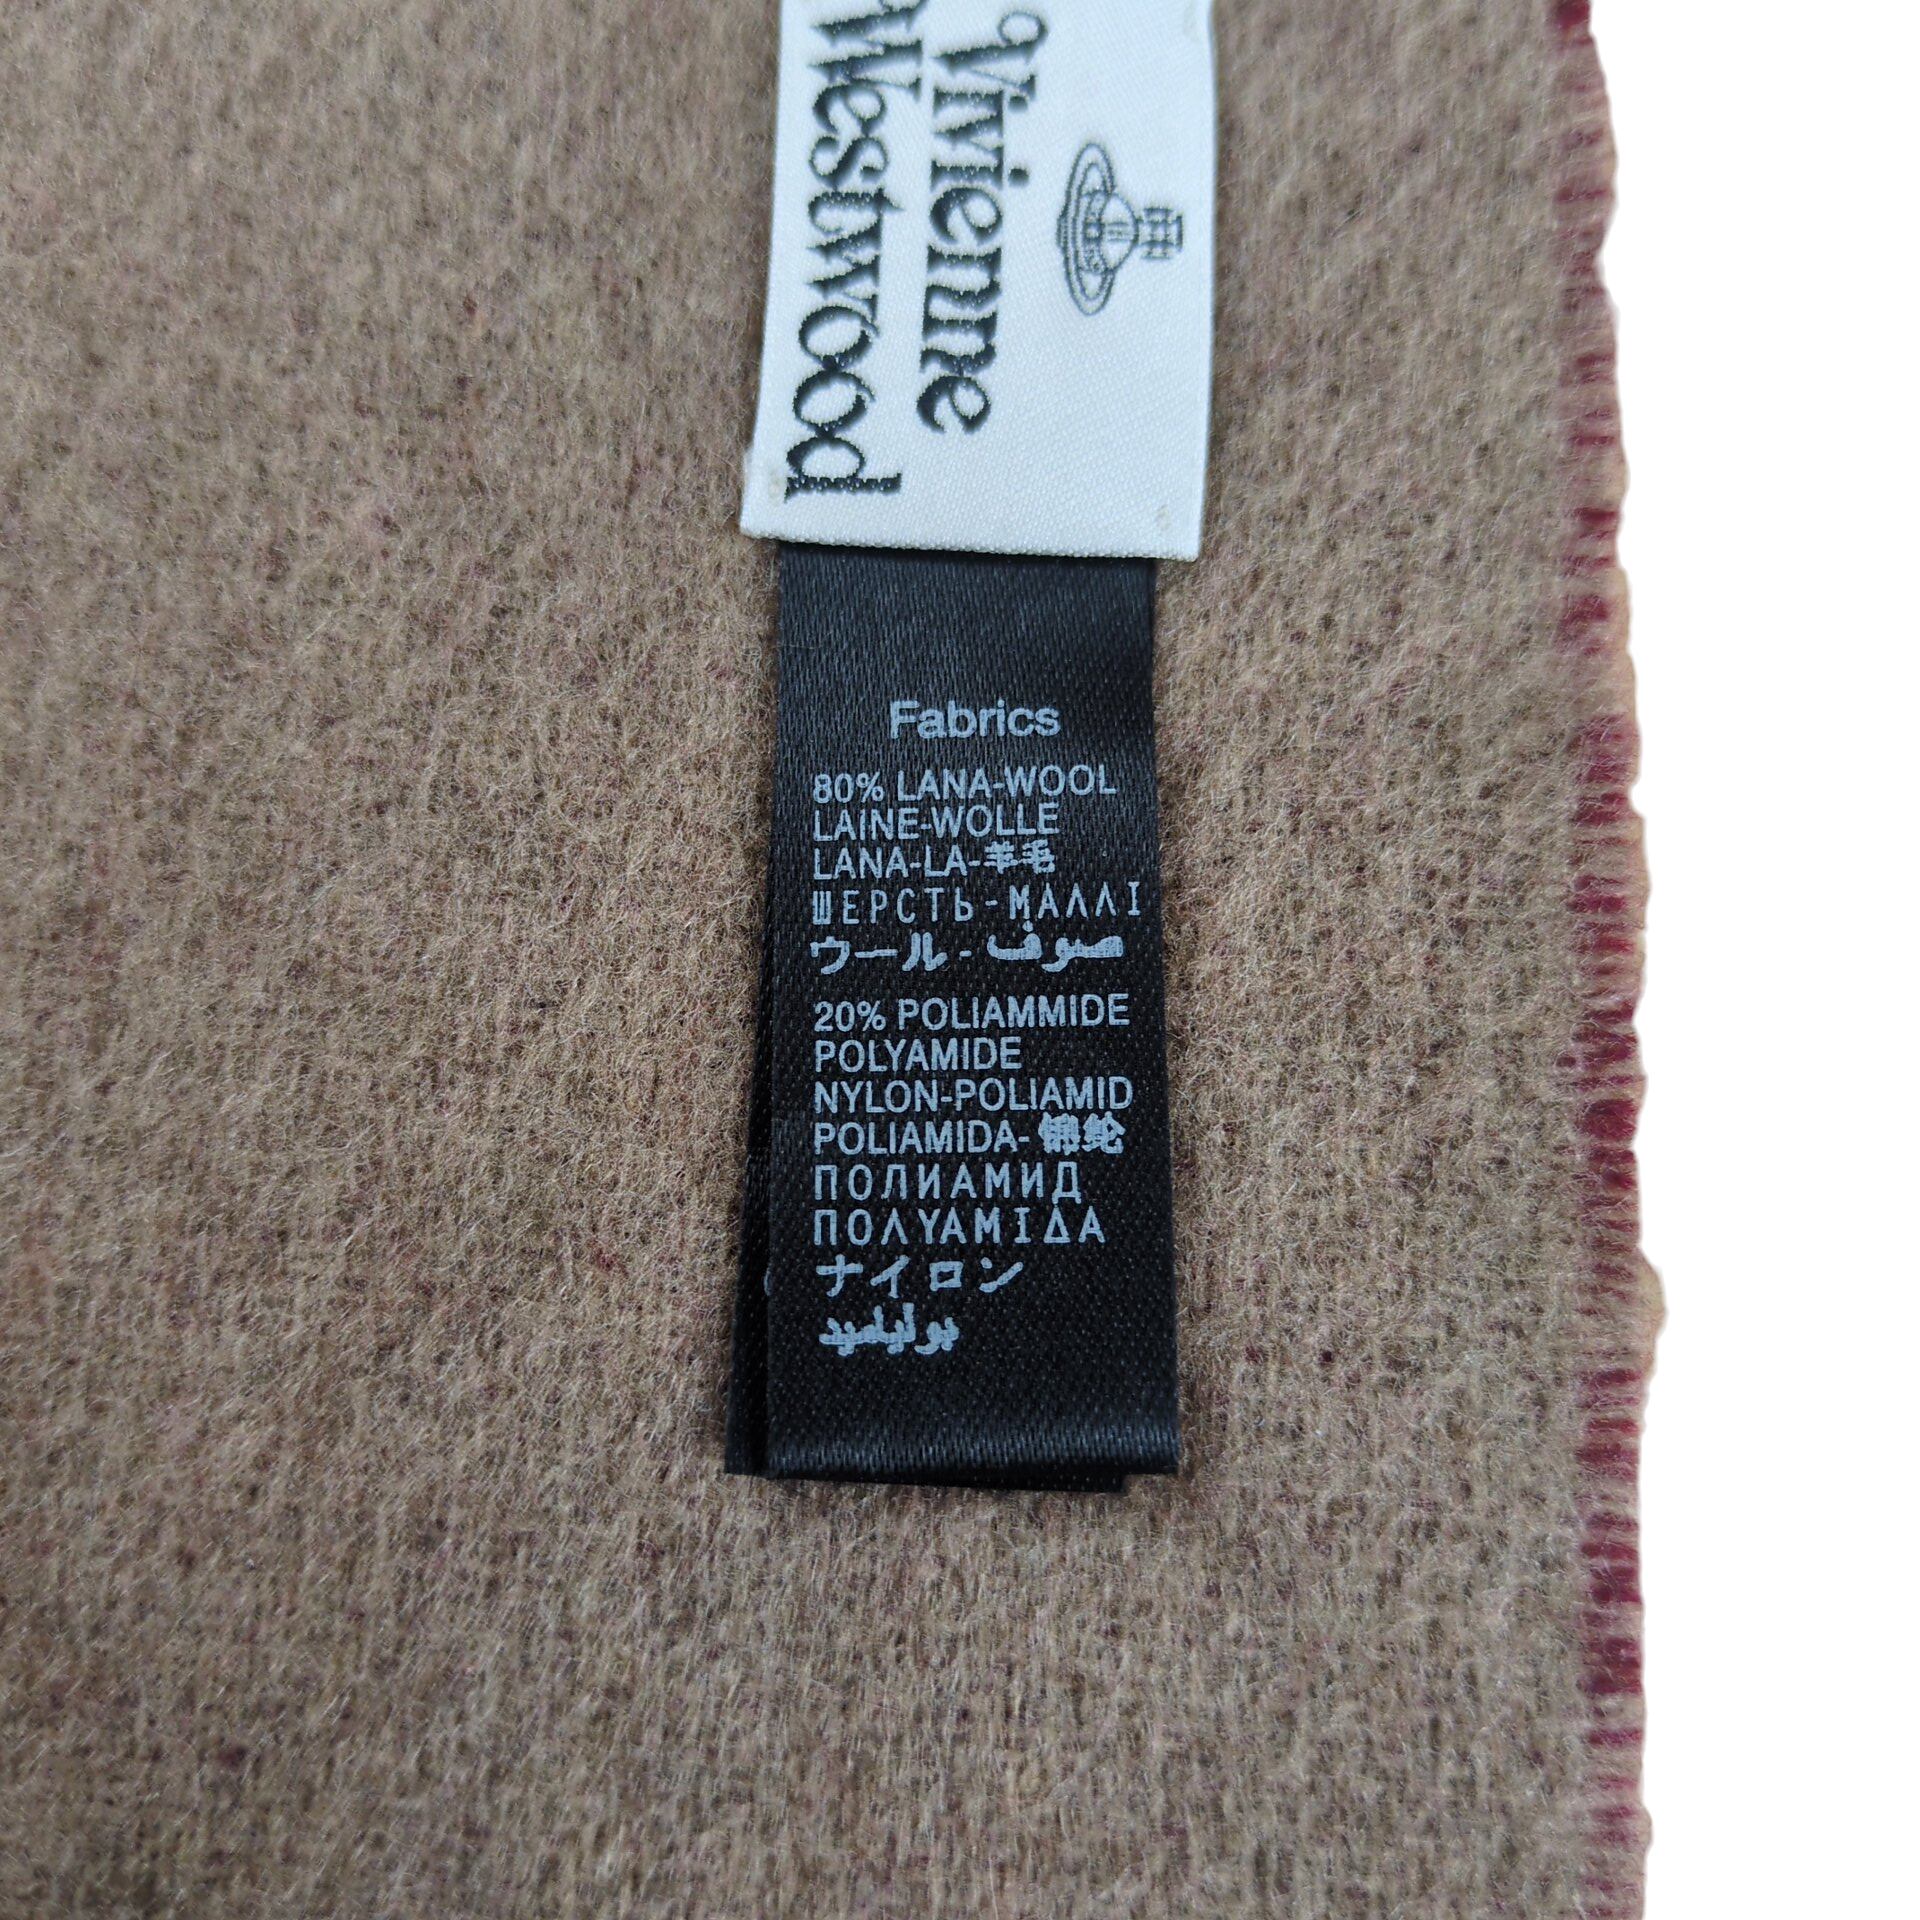 Vivienne
Westwood
Fabrics
80% LANA-WOOL
LAINE-WOLLE
LANA-LA-羊毛
ШЕРСТЬ-ΜΑΛΛΙ
ウール-صوف
20% POLIAMMIDE
POLYAMIDE
NYLON-POLIAMID
POLIAMIDA-锦纶
ПОЛИАМИД
ΠΟΛΥΑΜΙΔΑ
ナイロン
بولياميد